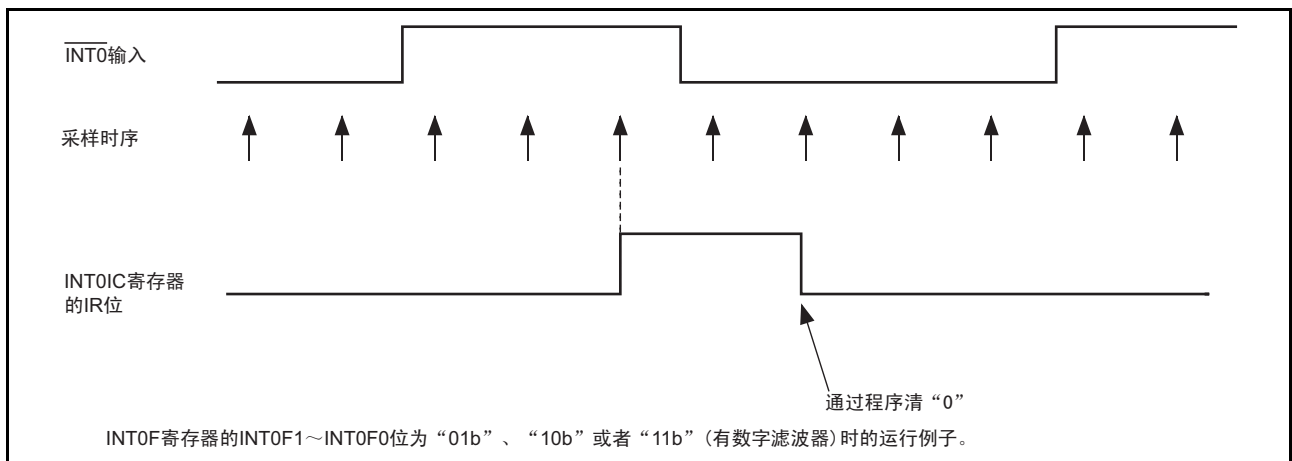 INT0输入
采样时序
INT0IC寄存器
的IR位
通过程序清“0”
INT0F寄存器的INT0F1～INT0F0位为“01b”、“10b”或者“11b”(有数字滤波器)时的运行例子。